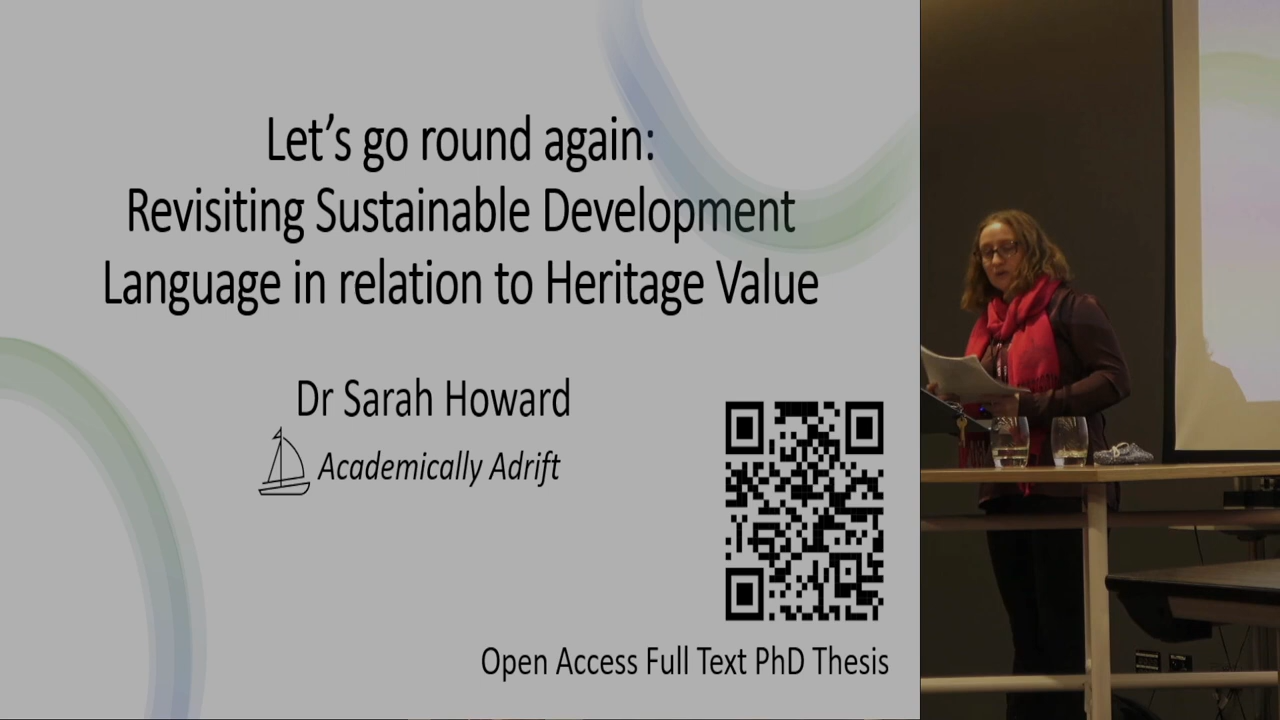 Let's go round again:
Revisiting Sustainable Development
Language in relation to Heritage Value
Dr Sarah Howard
Academically Adrift
Open Access Full Text PhD Thesis